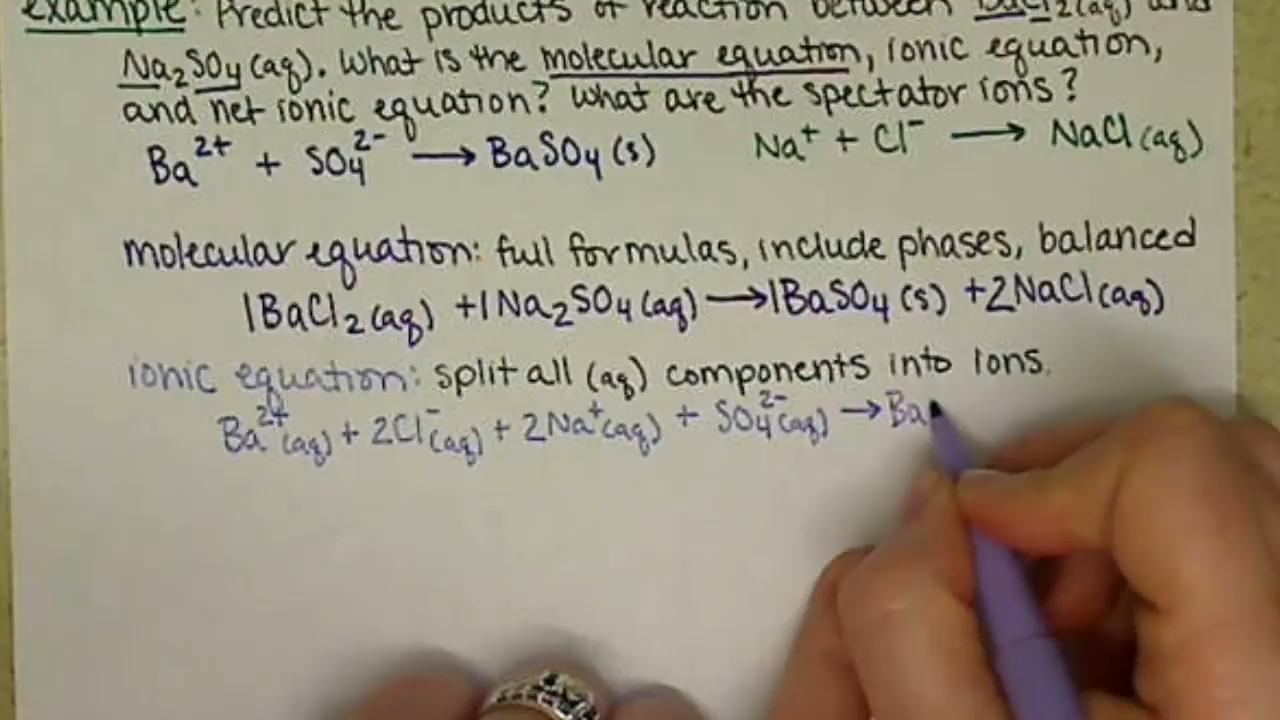 example: Predict the products of reaction between BaCl₂(aq) and
Na₂SO₄(aq). What is the molecular equation, ionic equation,
and net ionic equation? What are the spectator ions?
Ba²⁺ + SO₄²⁻ → BaSO₄(s) Na⁺ + Cl⁻ → NaCl(aq)
molecular equation: full formulas, include phases, balanced
1BaCl₂(aq) + 1Na₂SO₄(aq) → 1BaSO₄(s) + 2NaCl(aq)
ionic equation: split all (aq) components into ions.
Ba²⁺(aq) + 2Cl⁻(aq) + 2Na⁺(aq) + SO₄²⁻(aq) → Ba